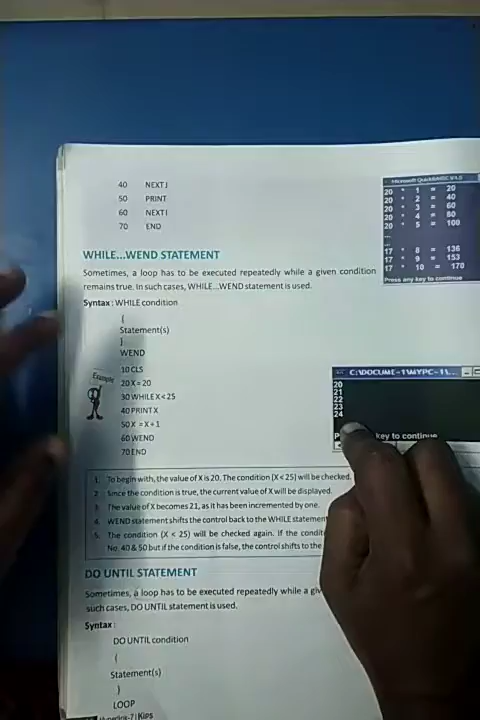 40 NEXT J
50 PRINT
60 NEXT I
70 END
Microsoft QuickBASIC V4.0
20 * 1 = 20
20 * 2 = 40
20 * 3 = 60
20 * 4 = 80
20 * 5 = 100
...
...
17 * 8 = 136
17 * 9 = 153
17 * 10 = 170
Press any key to continue
WHILE...WEND STATEMENT
Sometimes, a loop has to be executed repeatedly while a given condition
remains true. In such cases, WHILE...WEND statement is used.
Syntax : WHILE condition
{
Statement(s)
}
WEND
Example
10 CLS
20 X = 20
30 WHILE X < 25
40 PRINT X
50 X = X + 1
60 WEND
70 END
C:\DOCUME~1\MYPC~1\...
20
21
22
23
24
key to continue
1. To begin with, the value of X is 20. The condition (X < 25) will be checked.
2. Since the condition is true, the current value of X will be displayed.
3. The value of X becomes 21, as it has been incremented by one.
4. WEND statement shifts the control back to the WHILE statement
5. The condition (X < 25) will be checked again. If the
No. 40 & 50 but if the condition is false, the control shifts to the
DO UNTIL STATEMENT
Sometimes, a loop has to be executed repeatedly while a
such cases, DO UNTIL statement is used.
Syntax :
DO UNTIL condition
{
Statement(s)
}
LOOP
Kips